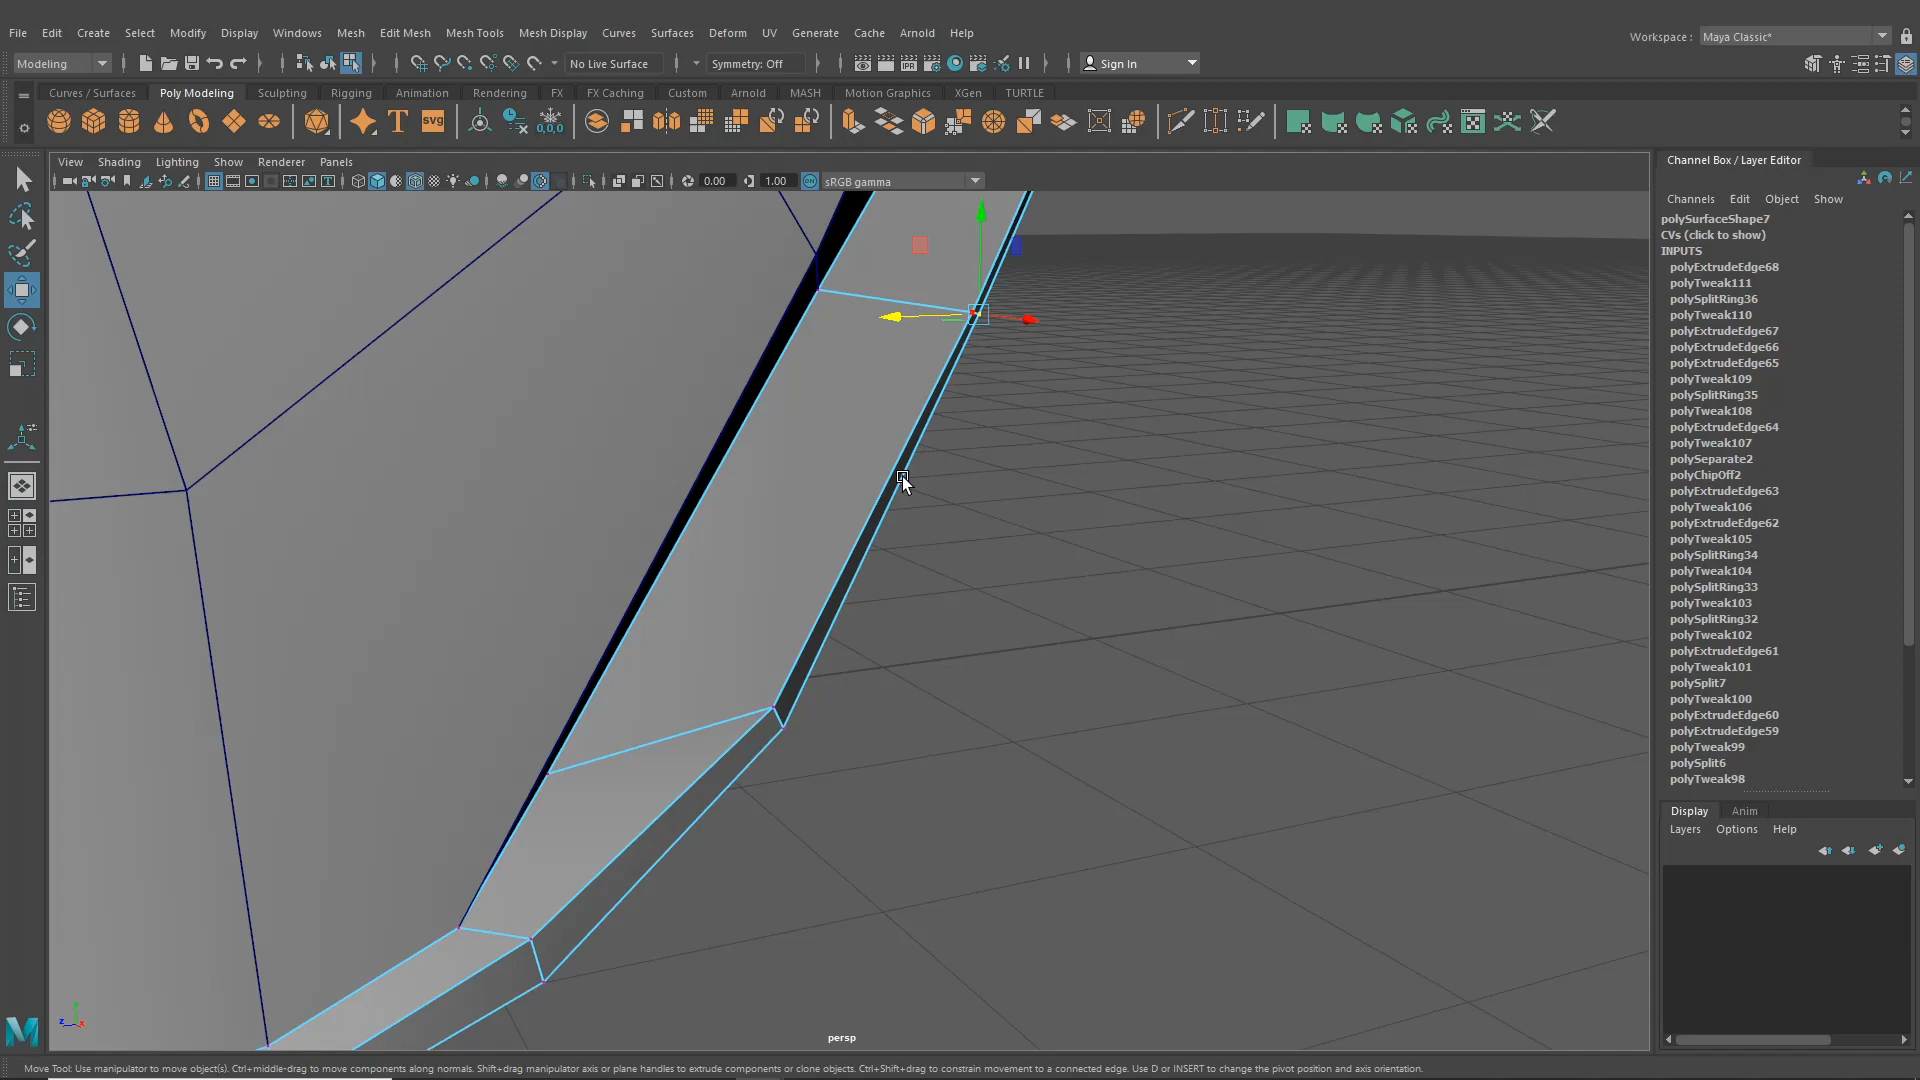 File Edit Create Select Modify Display Windows Mesh Edit Mesh Mesh Tools Mesh Display Curves Surfaces Deform UV Generate Cache Arnold Help
Workspace : Maya Classic*
Modeling No Live Surface Symmetry: Off Sign In
Curves / Surfaces Poly Modeling Sculpting Rigging Animation Rendering FX FX Caching Custom Arnold MASH Motion Graphics XGen TURTLE
T svg 0,0,0
View Shading Lighting Show Renderer Panels
0.00 1.00 ON sRGB gamma
Channel Box / Layer Editor
Channels Edit Object Show
polySurfaceShape7
CVs (click to show)
INPUTS
polyExtrudeEdge68
polyTweak111
polySplitRing36
polyTweak110
polyExtrudeEdge67
polyExtrudeEdge66
polyExtrudeEdge65
polyTweak109
polySplitRing35
polyTweak108
polyExtrudeEdge64
polyTweak107
polySeparate2
polyChipOff2
polyExtrudeEdge63
polyTweak106
polyExtrudeEdge62
polyTweak105
polySplitRing34
polyTweak104
polySplitRing33
polyTweak103
polySplitRing32
polyTweak102
polyExtrudeEdge61
polyTweak101
polySplit7
polyTweak100
polyExtrudeEdge60
polyExtrudeEdge59
polyTweak99
polySplit6
polyTweak98
Display Anim
Layers Options Help
z x
persp
Move Tool: Use manipulator to move object(s). Ctrl+middle-drag to move components along normals. Shift+drag manipulator axis or plane handles to extrude components or clone objects. Ctrl+Shift+drag to constrain movement to a connected edge. Use D or INSERT to change the pivot position and axis orientation.